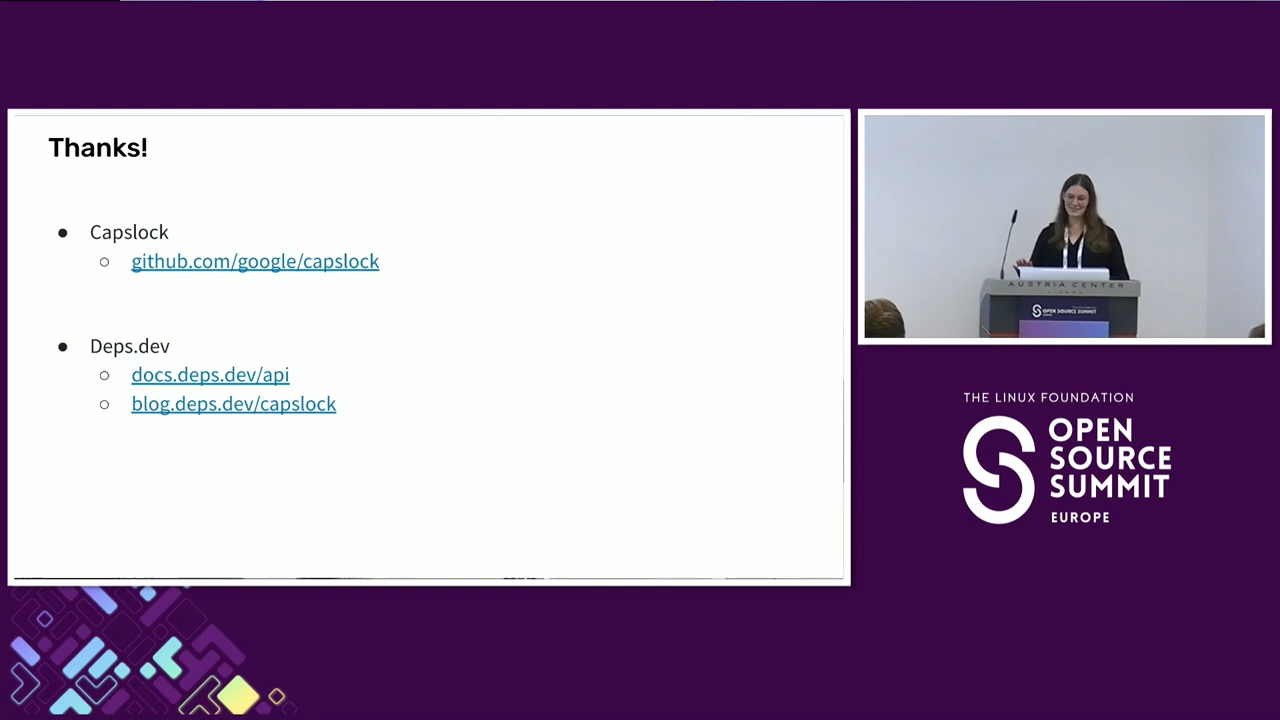 Thanks!
Capslock
github.com/google/capslock
Deps.dev
docs.deps.dev/api
blog.deps.dev/capslock
AUSTRIA CENTER
OPEN SOURCE SUMMIT
THE LINUX FOUNDATION
OPEN
SOURCE
SUMMIT
EUROPE